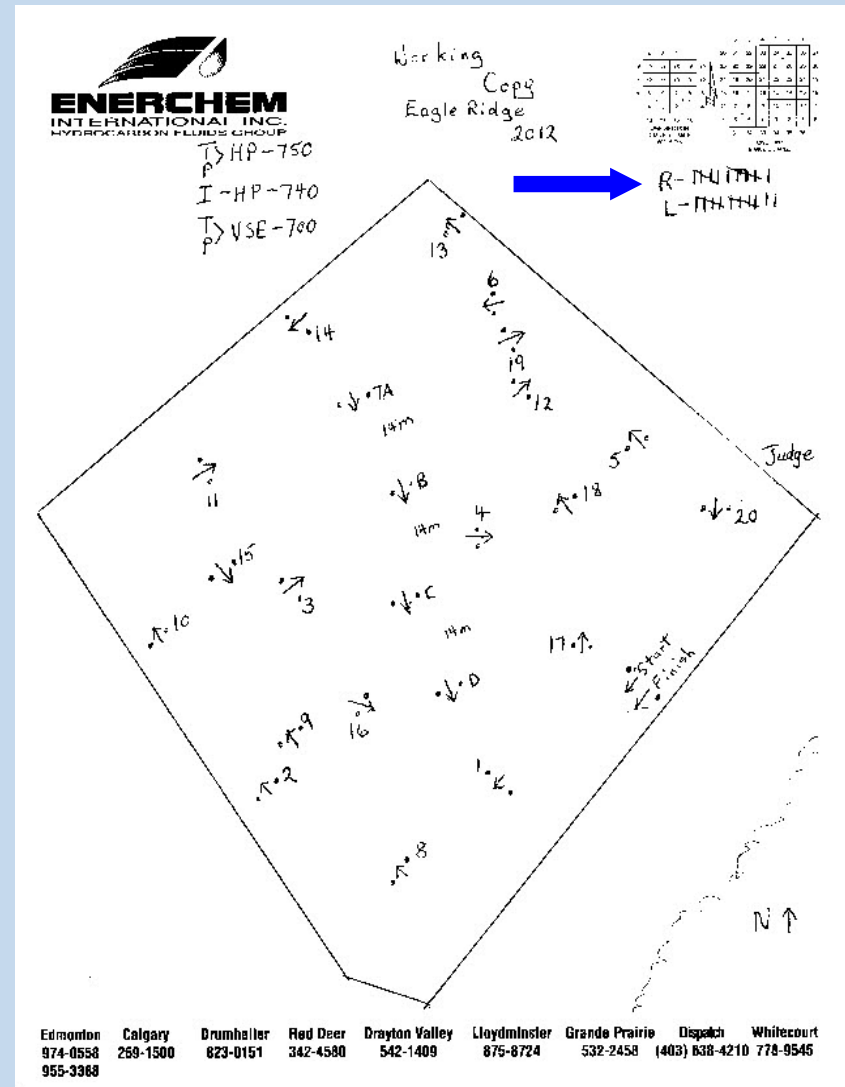 ENERCHEM
INTERNATIONAL INC.
HYDROCARBON FLUIDS GROUP
Working
Copy
Eagle Ridge
2012
T
P > HP-750
I-HP-740
T
P > VSE-700
R-
L-
13
6
14
19
7A
12
14m
5
Judge
11
B
18
4
20
14m
15
3
C
10
14m
17
Start
Finish
D
9
16
2
1
8
N
Edmonton Calgary Drumheller Red Deer Drayton Valley Lloydminster Grande Prairie Dispatch Whitecourt
974-0558 269-1500 823-0151 342-4580 542-1409 875-8724 532-2458 (403) 638-4210 778-9545
955-3368